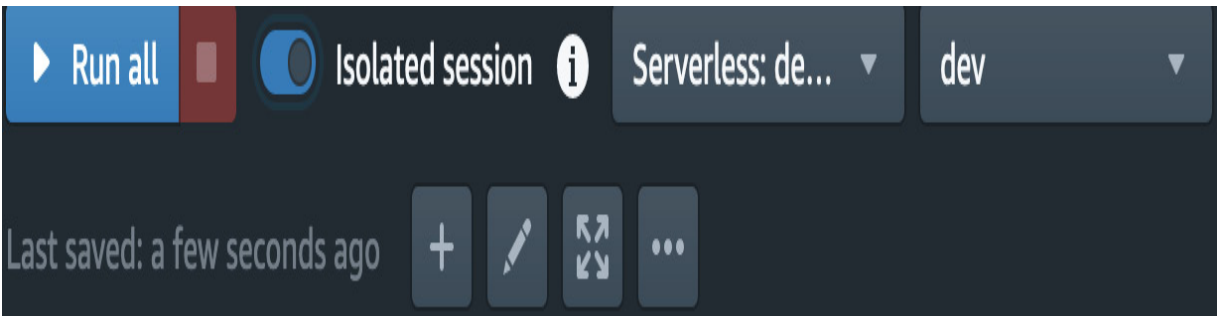 Run all Isolated session i Serverless: de... dev
Last saved: a few seconds ago